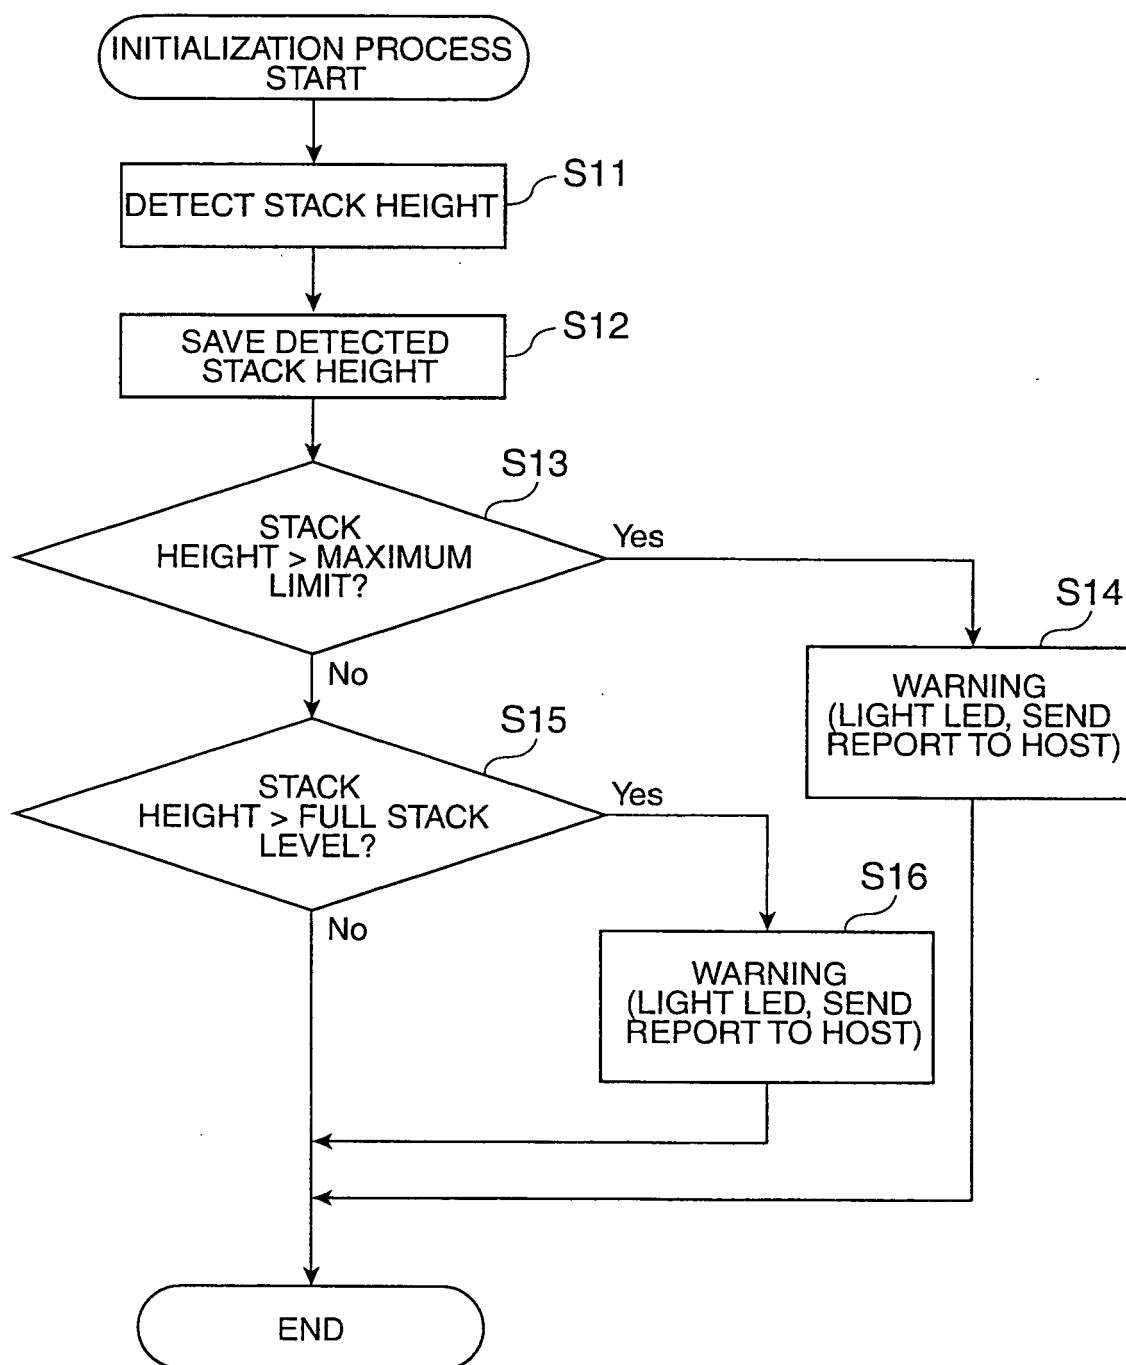 INITIALIZATION PROCESS
START
S11
DETECT STACK HEIGHT
S12
SAVE DETECTED
STACK HEIGHT
S13
STACK
HEIGHT > MAXIMUM
LIMIT?
Yes
No
S14
WARNING
(LIGHT LED, SEND
REPORT TO HOST)
S15
STACK
HEIGHT > FULL STACK
LEVEL?
Yes
No
S16
WARNING
(LIGHT LED, SEND
REPORT TO HOST)
END